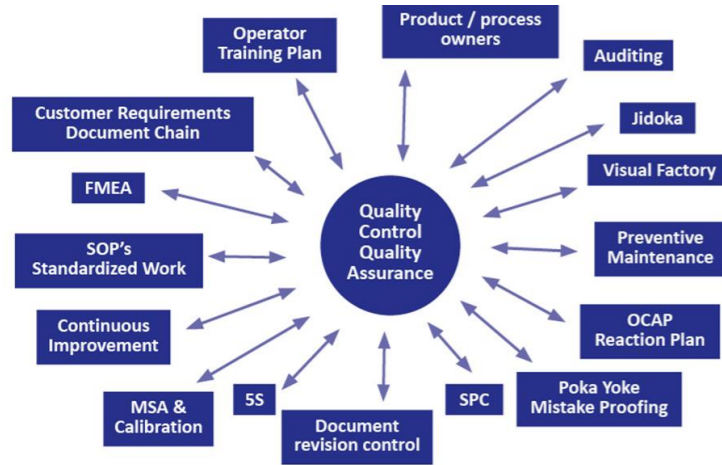 Product / process
owners
Operator
Training Plan
Auditing
Customer Requirements
Document Chain
Jidoka
FMEA
Visual Factory
Quality
Control
Quality
Assurance
SOP's
Standardized Work
Preventive
Maintenance
Continuous
Improvement
OCAP
Reaction Plan
MSA &
Calibration
5S
Document
revision control
SPC
Poka Yoke
Mistake Proofing